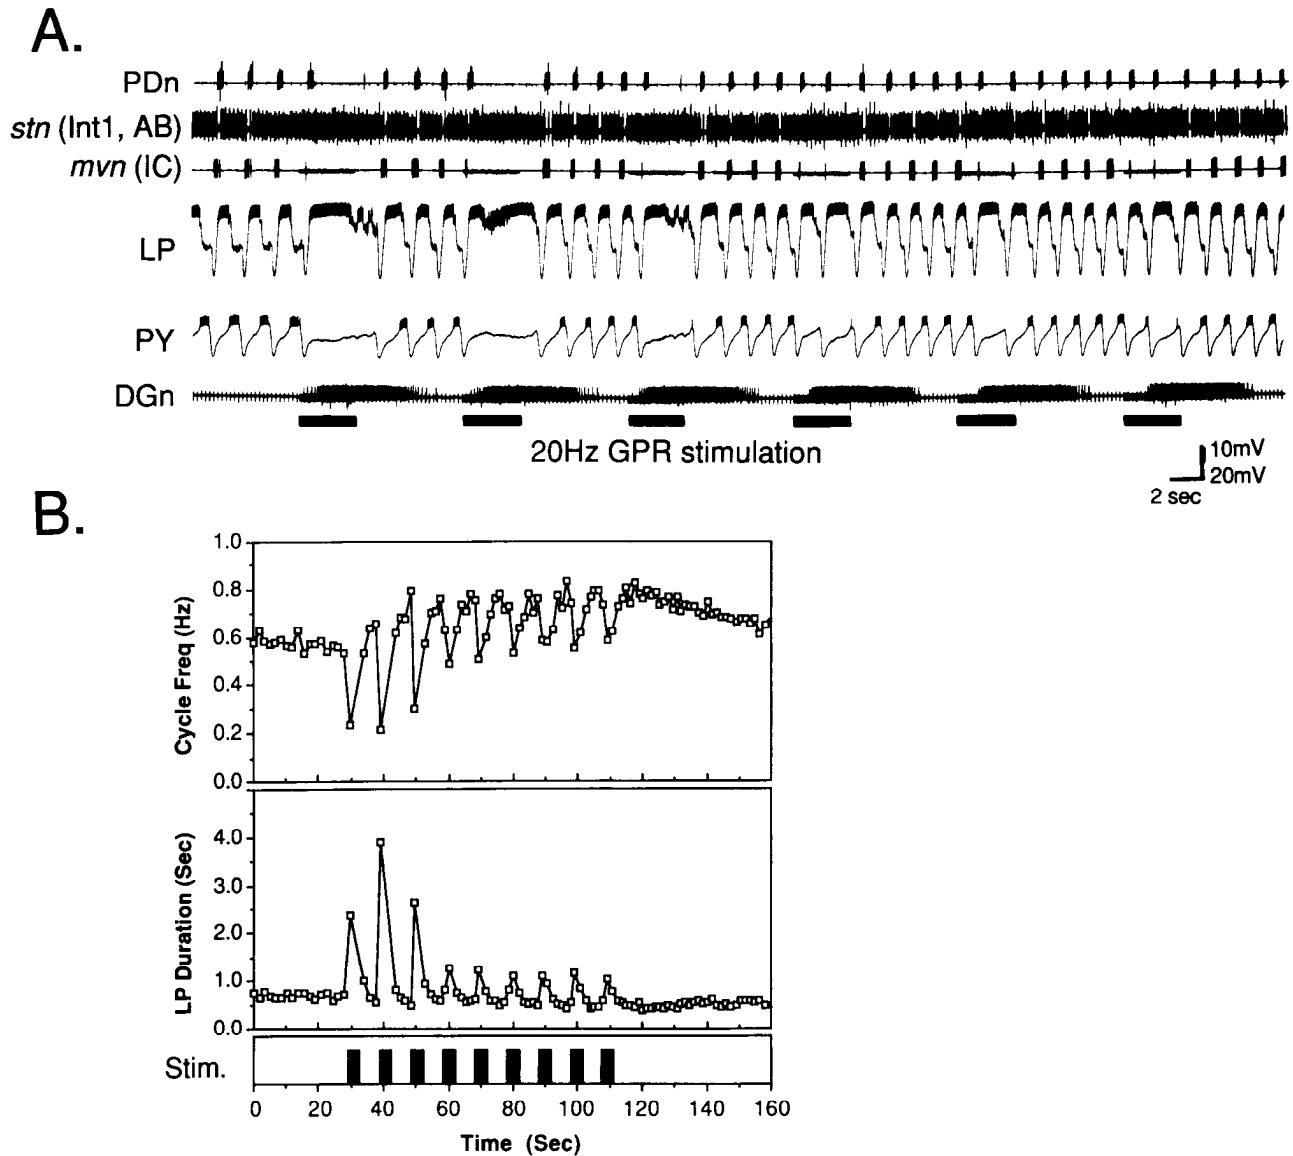 A.
PDn
stn (Int1, AB)
mvn (IC)
LP
PY
DGn
20Hz GPR stimulation
10mV
20mV
2 sec
B.
1.0
0.8
0.6
0.4
0.2
0.0
Cycle Freq (Hz)
4.0
3.0
2.0
1.0
0.0
LP Duration (Sec)
Stim.
0 20 40 60 80 100 120 140 160
Time (Sec)